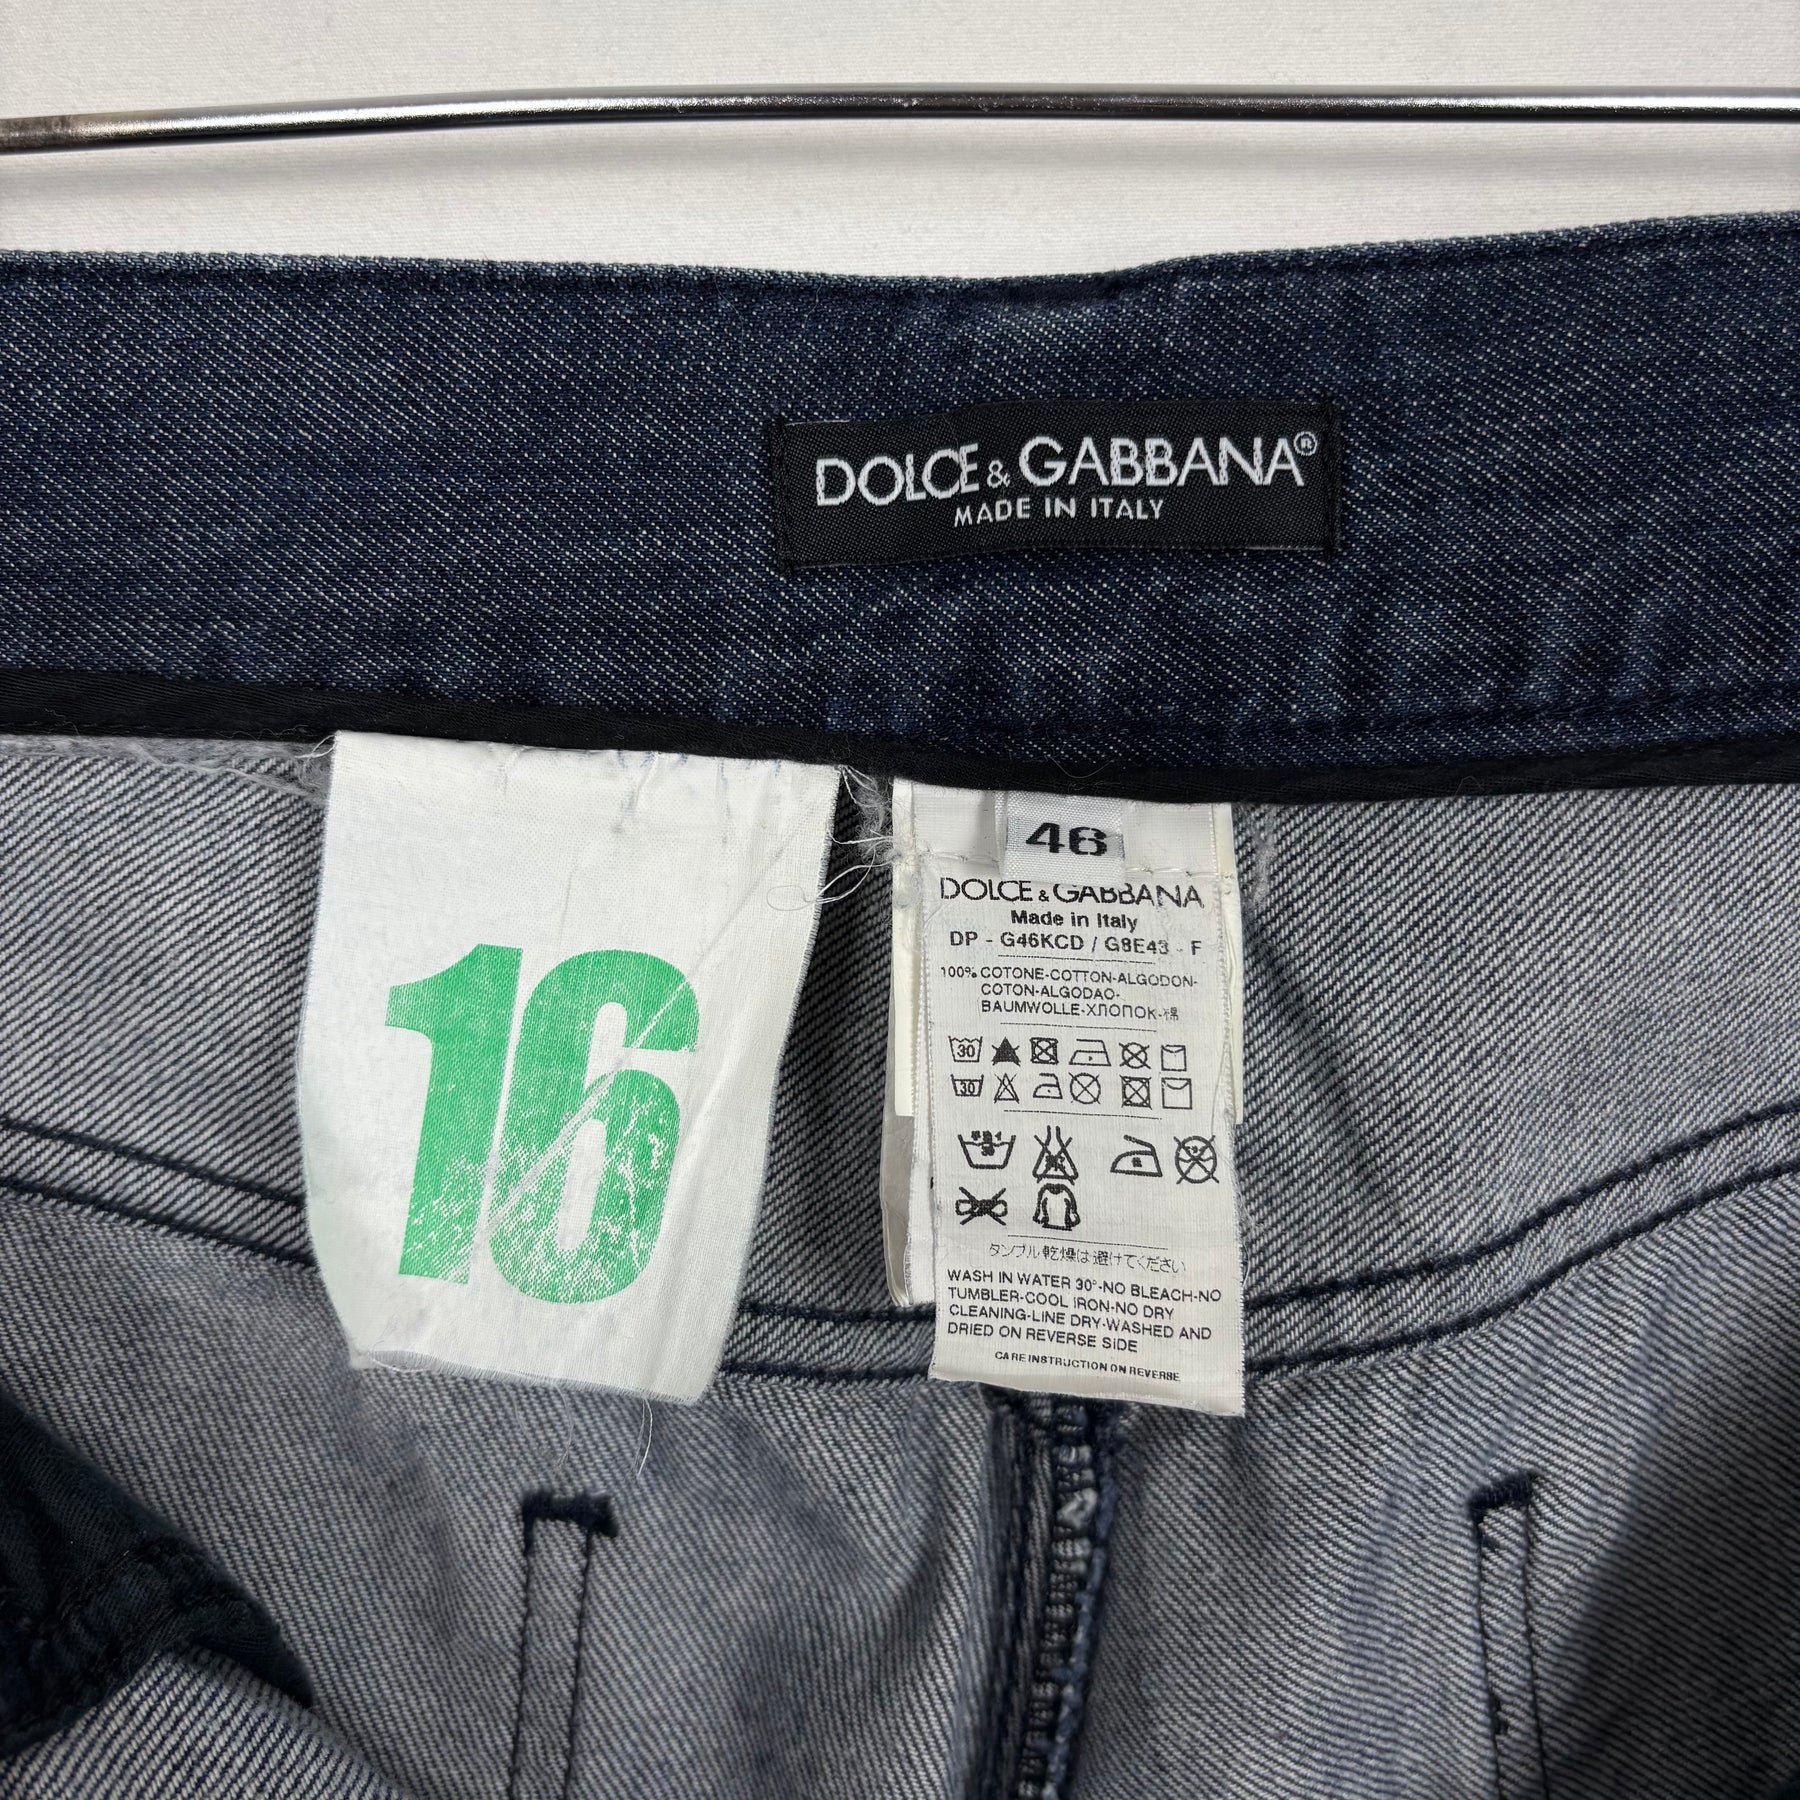 DOLCE & GABBANA®
MADE IN ITALY
16
46
DOLCE & GABBANA
Made in Italy
DP - G46KCD / G8E43 - F
100% COTONE-COTTON-ALGODON-
COTON-ALGODAO-
BAUMWOLLE-ХЛОПОК-棉
30
30
30
タンブル乾燥は避けてください
WASH IN WATER 30°-NO BLEACH-NO
TUMBLER-COOL IRON-NO DRY
CLEANING-LINE DRY-WASHED AND
DRIED ON REVERSE SIDE
CARE INSTRUCTION ON REVERSE